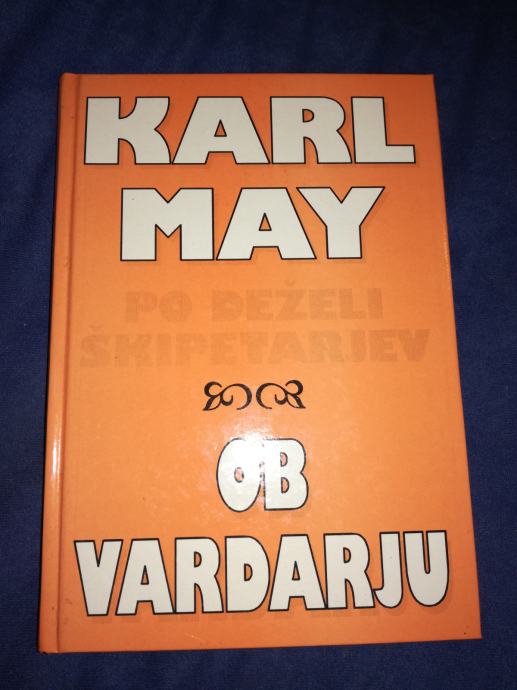 KARL
MAY
PO DEŽELI
ŠKIPETARJEV
OB
VARDARJU